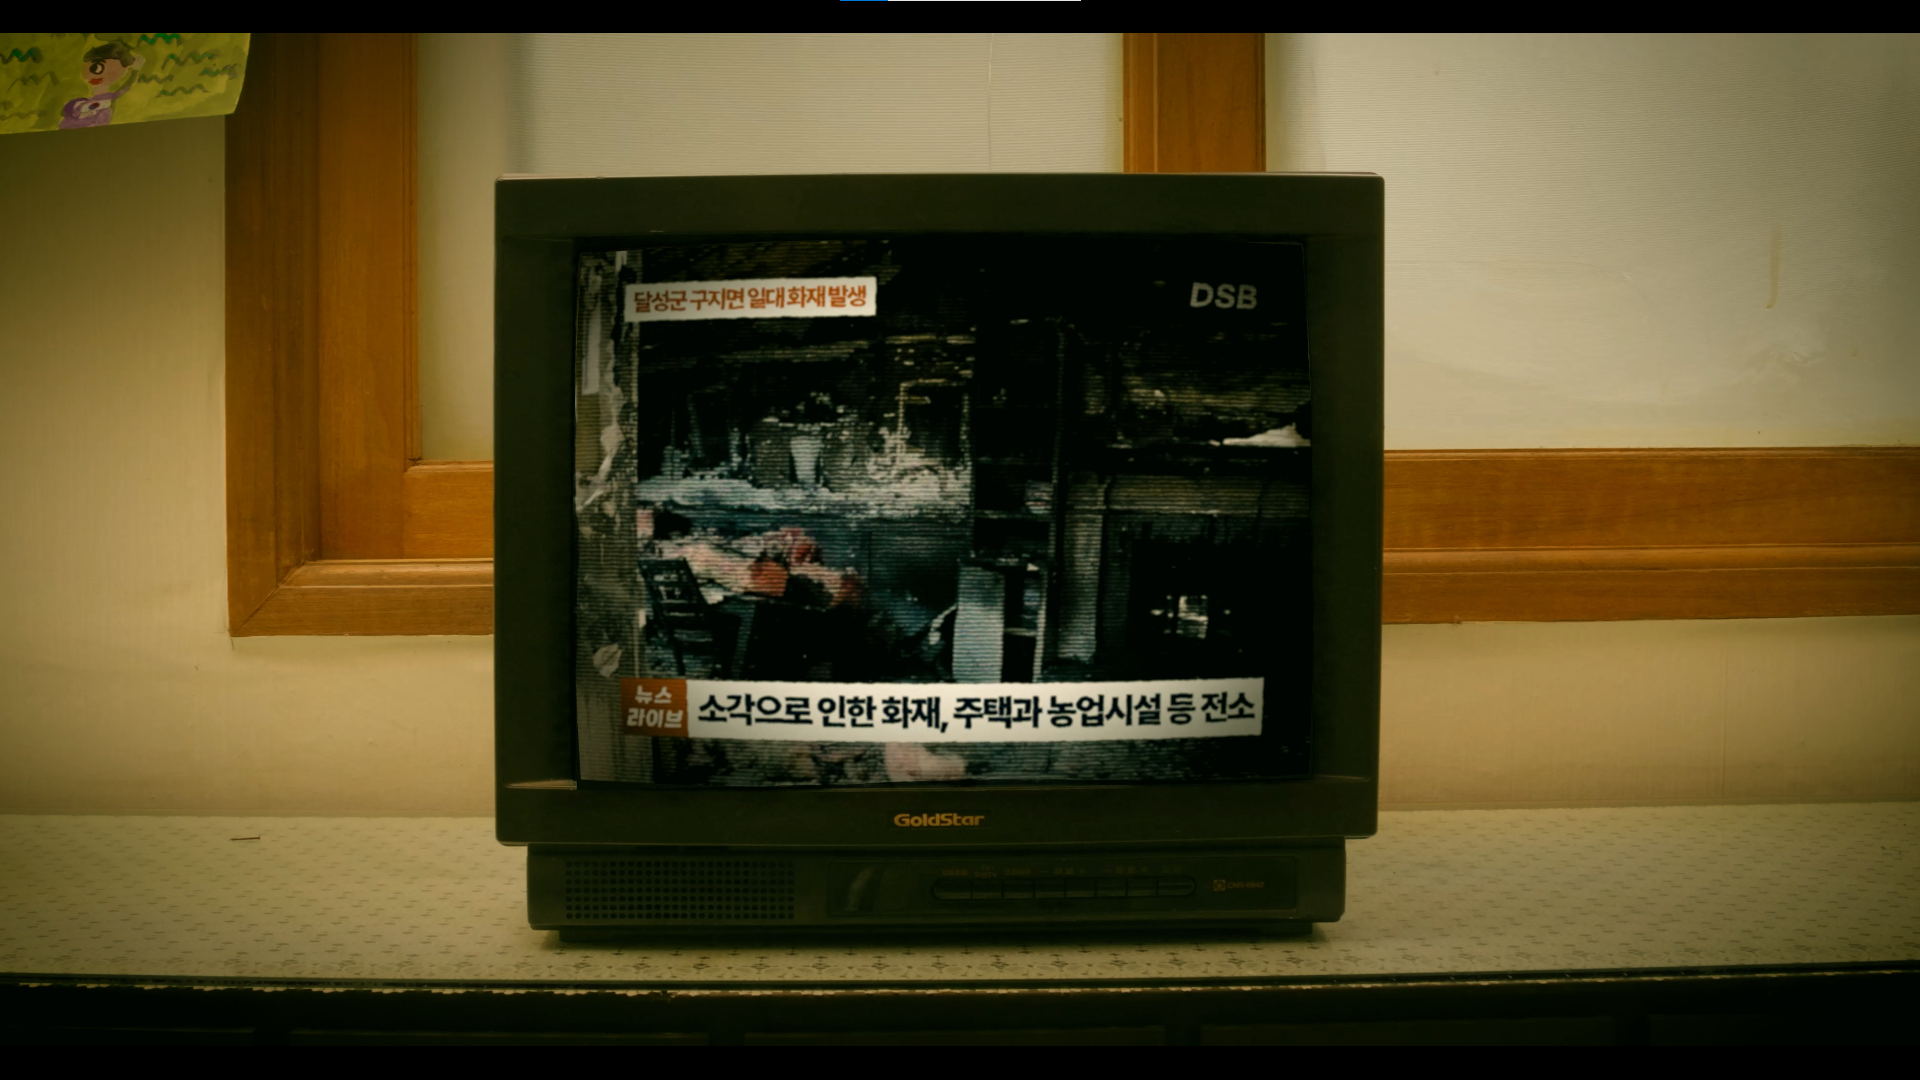 달성군 구지면 일대 화재 발생
DSB
뉴스
라이브
소각으로 인한 화재, 주택과 농업시설 등 전소
GoldStar